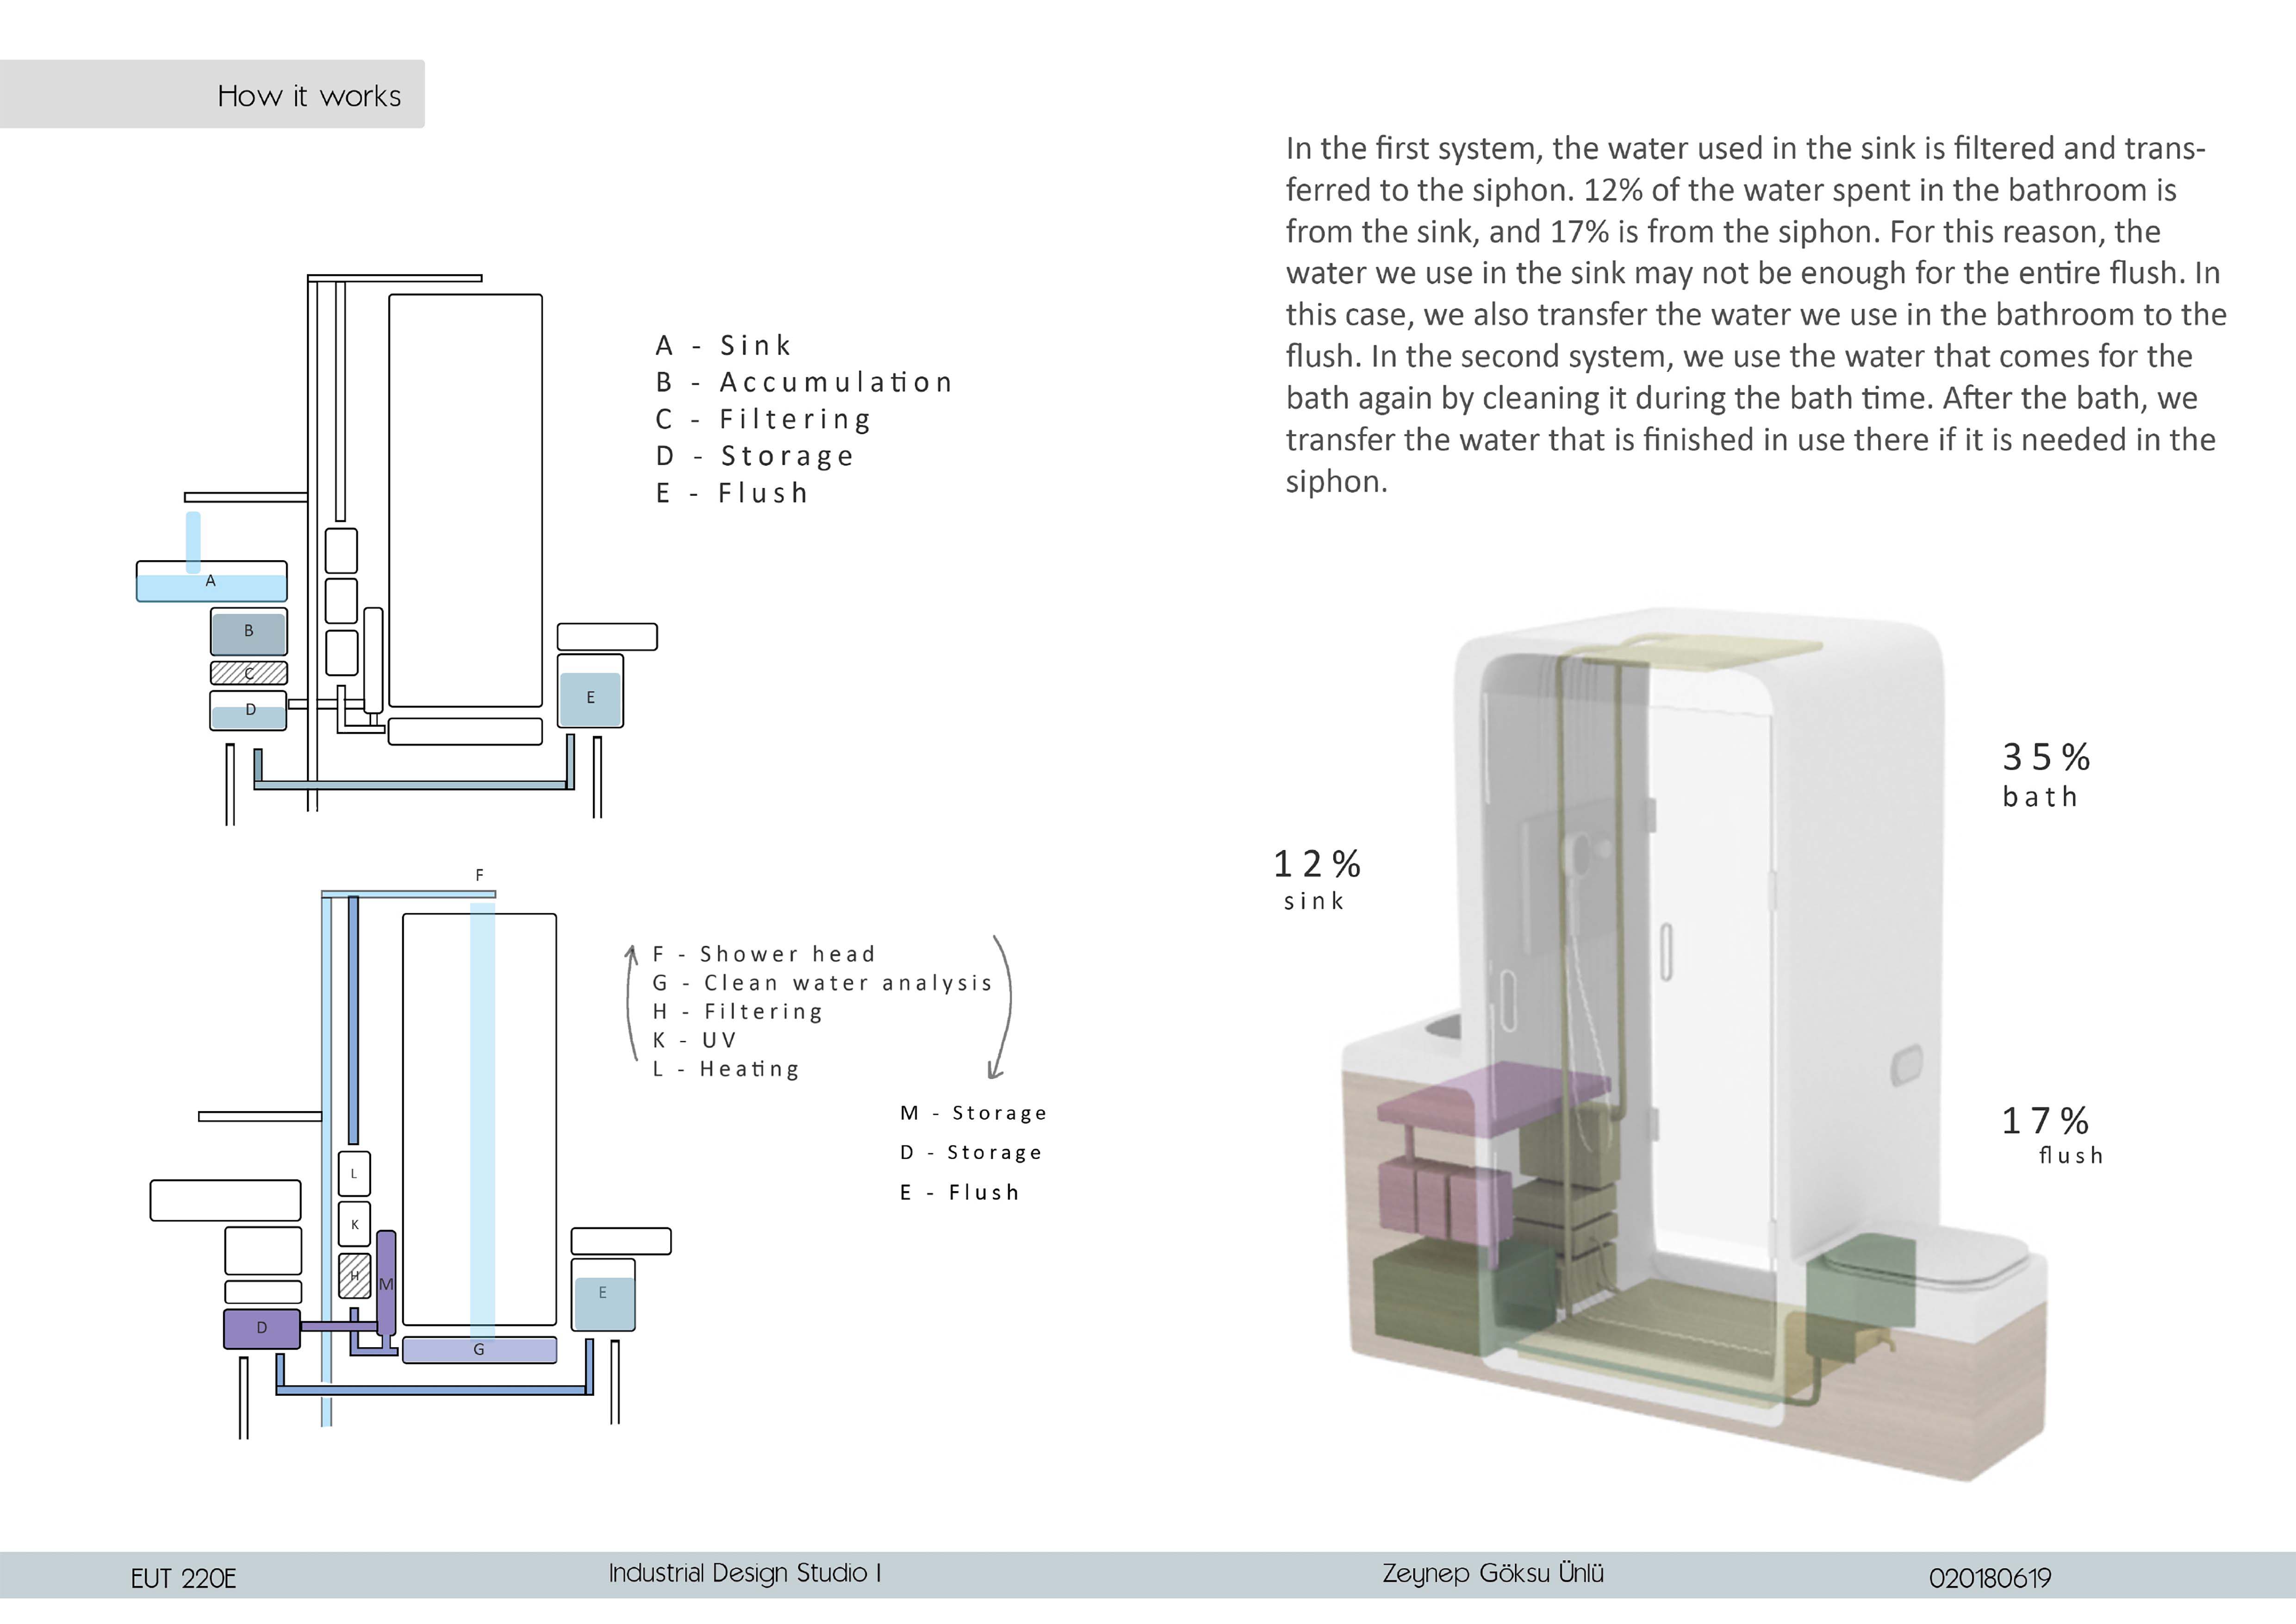 How it works
In the first system, the water used in the sink is filtered and trans-
ferred to the siphon. 12% of the water spent in the bathroom is
from the sink, and 17% is from the siphon. For this reason, the
water we use in the sink may not be enough for the entire flush. In
this case, we also transfer the water we use in the bathroom to the
flush. In the second system, we use the water that comes for the
bath again by cleaning it during the bath time. After the bath, we
transfer the water that is finished in use there if it is needed in the
siphon.
A - Sink
B - Accumulation
C - Filtering
D - Storage
E - Flush
A
B
C
D
E
F
F - Shower head
G - Clean water analysis
H - Filtering
K - UV
L - Heating
M - Storage
D - Storage
E - Flush
L
K
H
M
D
E
G
35%
bath
12%
sink
17%
flush
EUT 220E
Industrial Design Studio I
Zeynep Göksu Ünlü
020180619